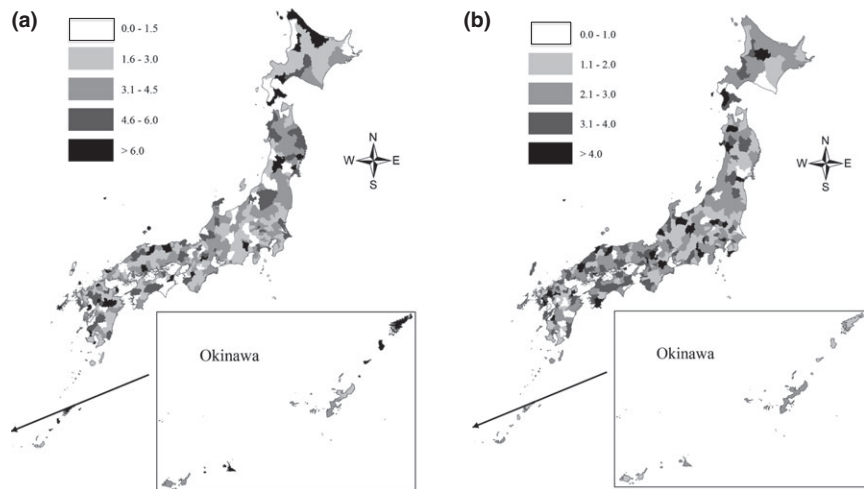 (a)
0.0 - 1.5
1.6 - 3.0
3.1 - 4.5
4.6 - 6.0
> 6.0
N
W E
S
Okinawa
(b)
0.0 - 1.0
1.1 - 2.0
2.1 - 3.0
3.1 - 4.0
> 4.0
N
W E
S
Okinawa